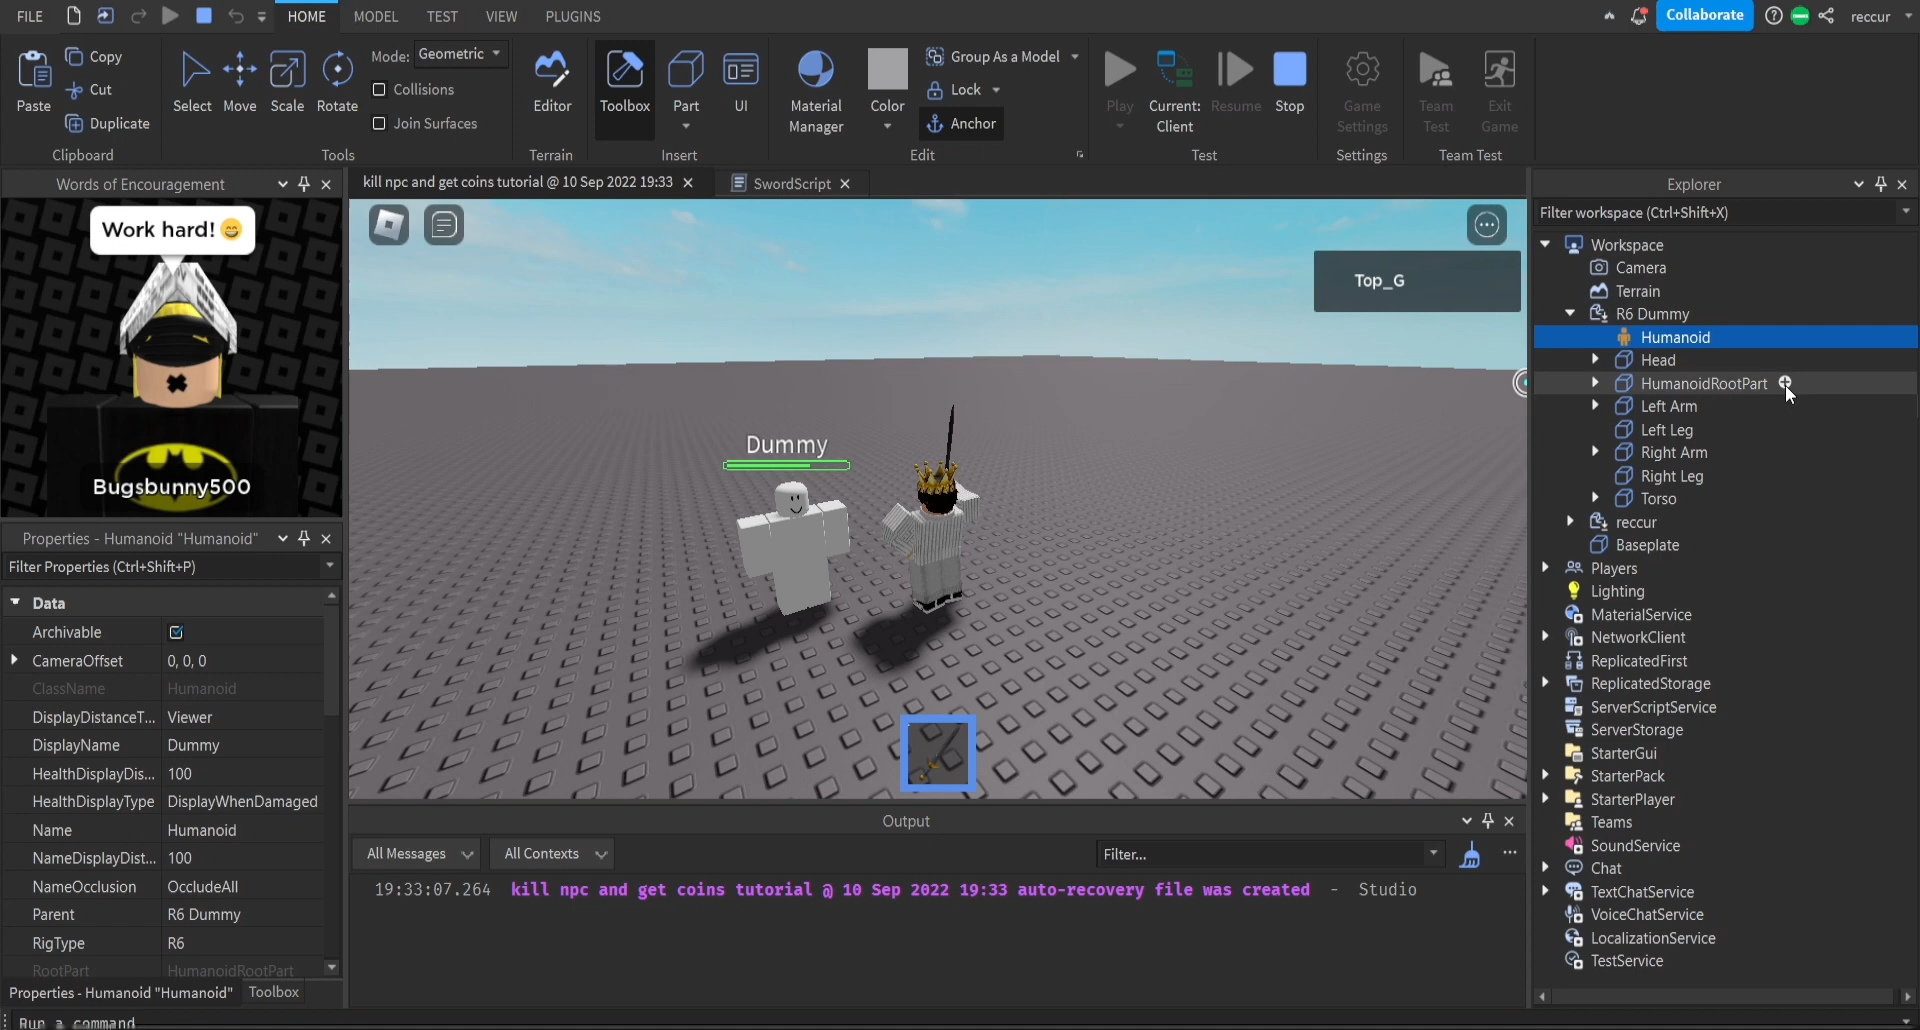 FILE
HOME
MODEL
TEST
VIEW
PLUGINS
Collaborate
reccur
Paste
Copy
Cut
Duplicate
Clipboard
Select
Move
Scale
Rotate
Mode: Geometric
Collisions
Join Surfaces
Tools
Editor
Terrain
Toolbox
Part
UI
Insert
Material
Manager
Color
Group As a Model
Lock
Anchor
Edit
Play
Current:
Client
Resume
Stop
Test
Game
Settings
Settings
Team
Test
Exit
Game
Team Test
Words of Encouragement
Work hard!😄
Bugsbunny500
Properties - Humanoid "Humanoid"
Filter Properties (Ctrl+Shift+P)
Data
Archivable
CameraOffset 0, 0, 0
ClassName Humanoid
DisplayDistanceT... Viewer
DisplayName Dummy
HealthDisplayDis... 100
HealthDisplayType DisplayWhenDamaged
Name Humanoid
NameDisplayDist... 100
NameOcclusion OccludeAll
Parent R6 Dummy
RigType R6
RootPart HumanoidRootPart
Properties - Humanoid "Humanoid"
Toolbox
Run a command
kill npc and get coins tutorial @ 10 Sep 2022 19:33
SwordScript
Top_G
Dummy
Output
All Messages
All Contexts
Filter...
19:33:07.264 kill npc and get coins tutorial @ 10 Sep 2022 19:33 auto-recovery file was created - Studio
Explorer
Filter workspace (Ctrl+Shift+X)
Workspace
Camera
Terrain
R6 Dummy
Humanoid
Head
HumanoidRootPart
Left Arm
Left Leg
Right Arm
Right Leg
Torso
reccur
Baseplate
Players
Lighting
MaterialService
NetworkClient
ReplicatedFirst
ReplicatedStorage
ServerScriptService
ServerStorage
StarterGui
StarterPack
StarterPlayer
Teams
SoundService
Chat
TextChatService
VoiceChatService
LocalizationService
TestService